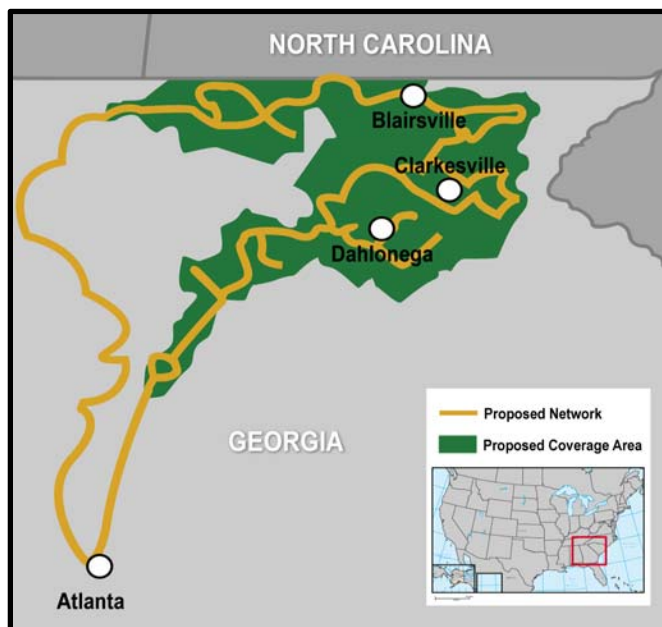 NORTH CAROLINA
Blairsville
Clarkesville
Dahlonega
GEORGIA
Atlanta
Proposed Network
Proposed Coverage Area